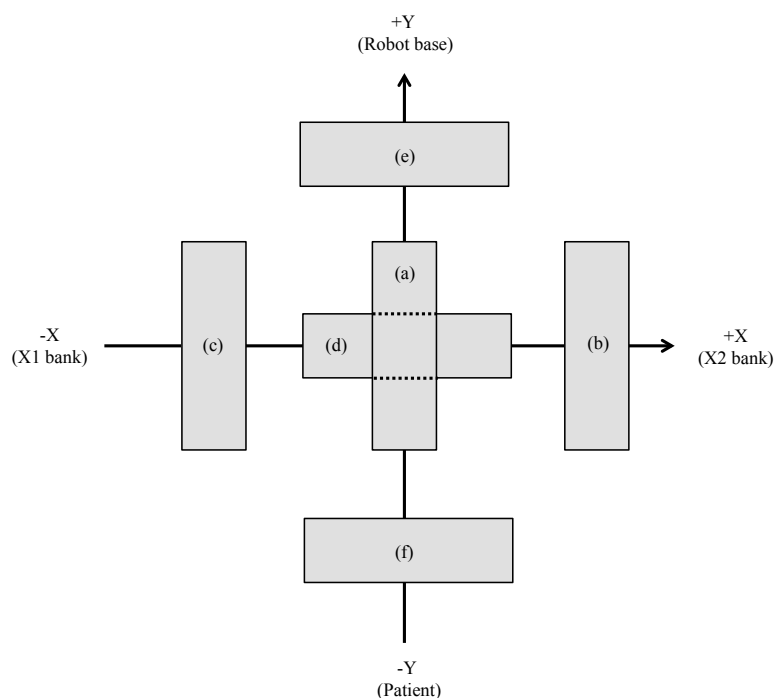 +Y
(Robot base)
(e)
(a)
-X
(X1 bank)
(c)
(d)
(b)
+X
(X2 bank)
(f)
-Y
(Patient)